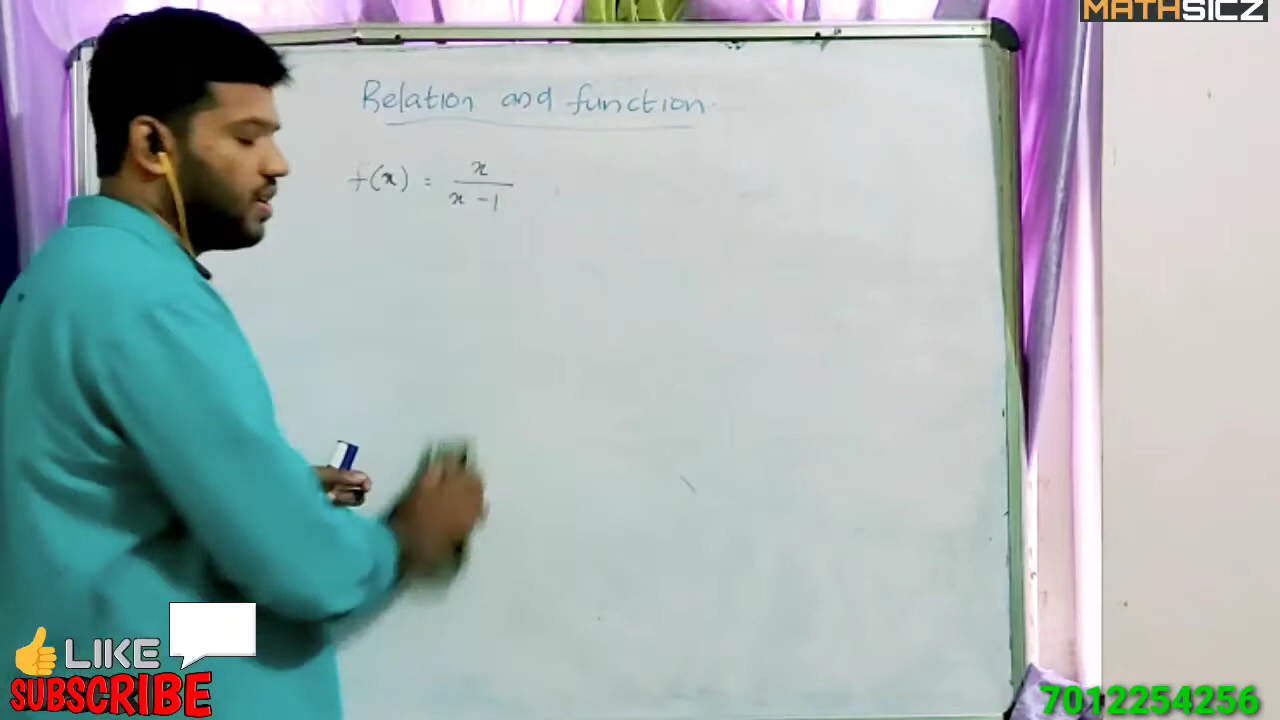 MATHSICZ
Relation and function
f(x) = x / x - 1
LIKE
SUBSCRIBE
7012254256